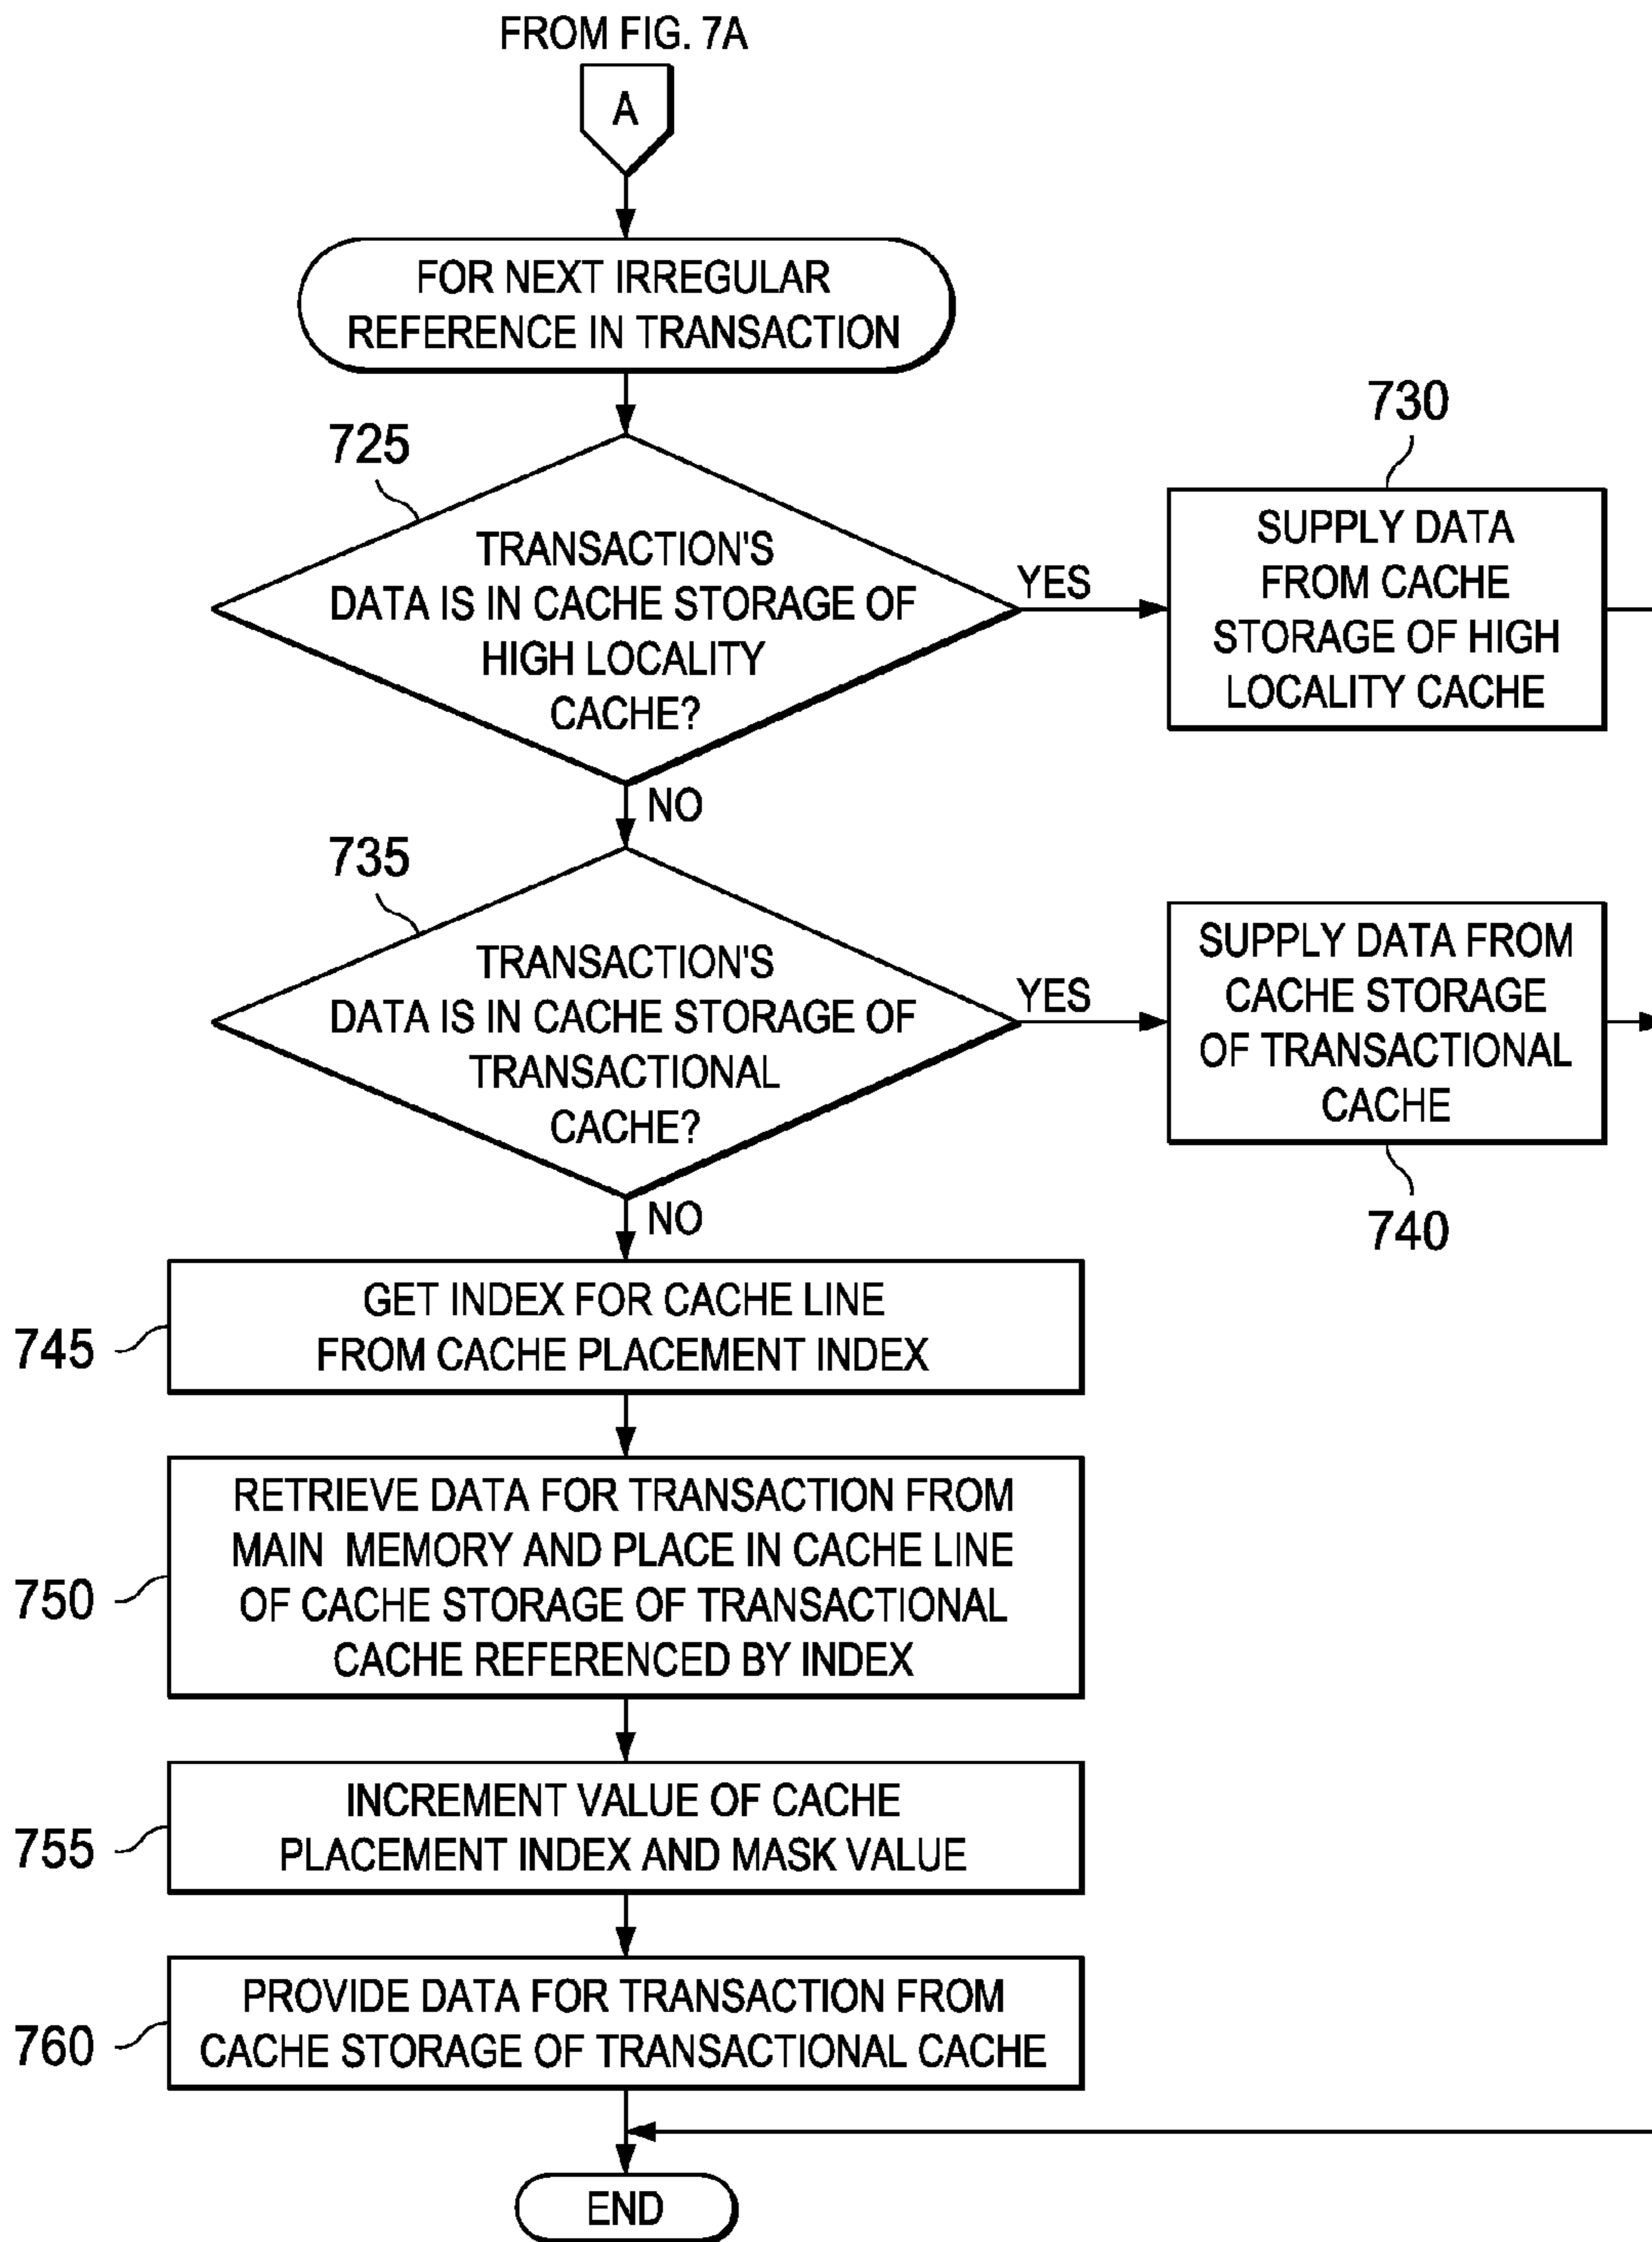 FROM FIG. 7A
A
FOR NEXT IRREGULAR
REFERENCE IN TRANSACTION
725
TRANSACTION'S
DATA IS IN CACHE STORAGE OF
HIGH LOCALITY
CACHE?
YES
730
SUPPLY DATA
FROM CACHE
STORAGE OF HIGH
LOCALITY CACHE
NO
735
TRANSACTION'S
DATA IS IN CACHE STORAGE OF
TRANSACTIONAL
CACHE?
YES
SUPPLY DATA FROM
CACHE STORAGE
OF TRANSACTIONAL
CACHE
740
NO
745
GET INDEX FOR CACHE LINE
FROM CACHE PLACEMENT INDEX
750
RETRIEVE DATA FOR TRANSACTION FROM
MAIN MEMORY AND PLACE IN CACHE LINE
OF CACHE STORAGE OF TRANSACTIONAL
CACHE REFERENCED BY INDEX
755
INCREMENT VALUE OF CACHE
PLACEMENT INDEX AND MASK VALUE
760
PROVIDE DATA FOR TRANSACTION FROM
CACHE STORAGE OF TRANSACTIONAL CACHE
END